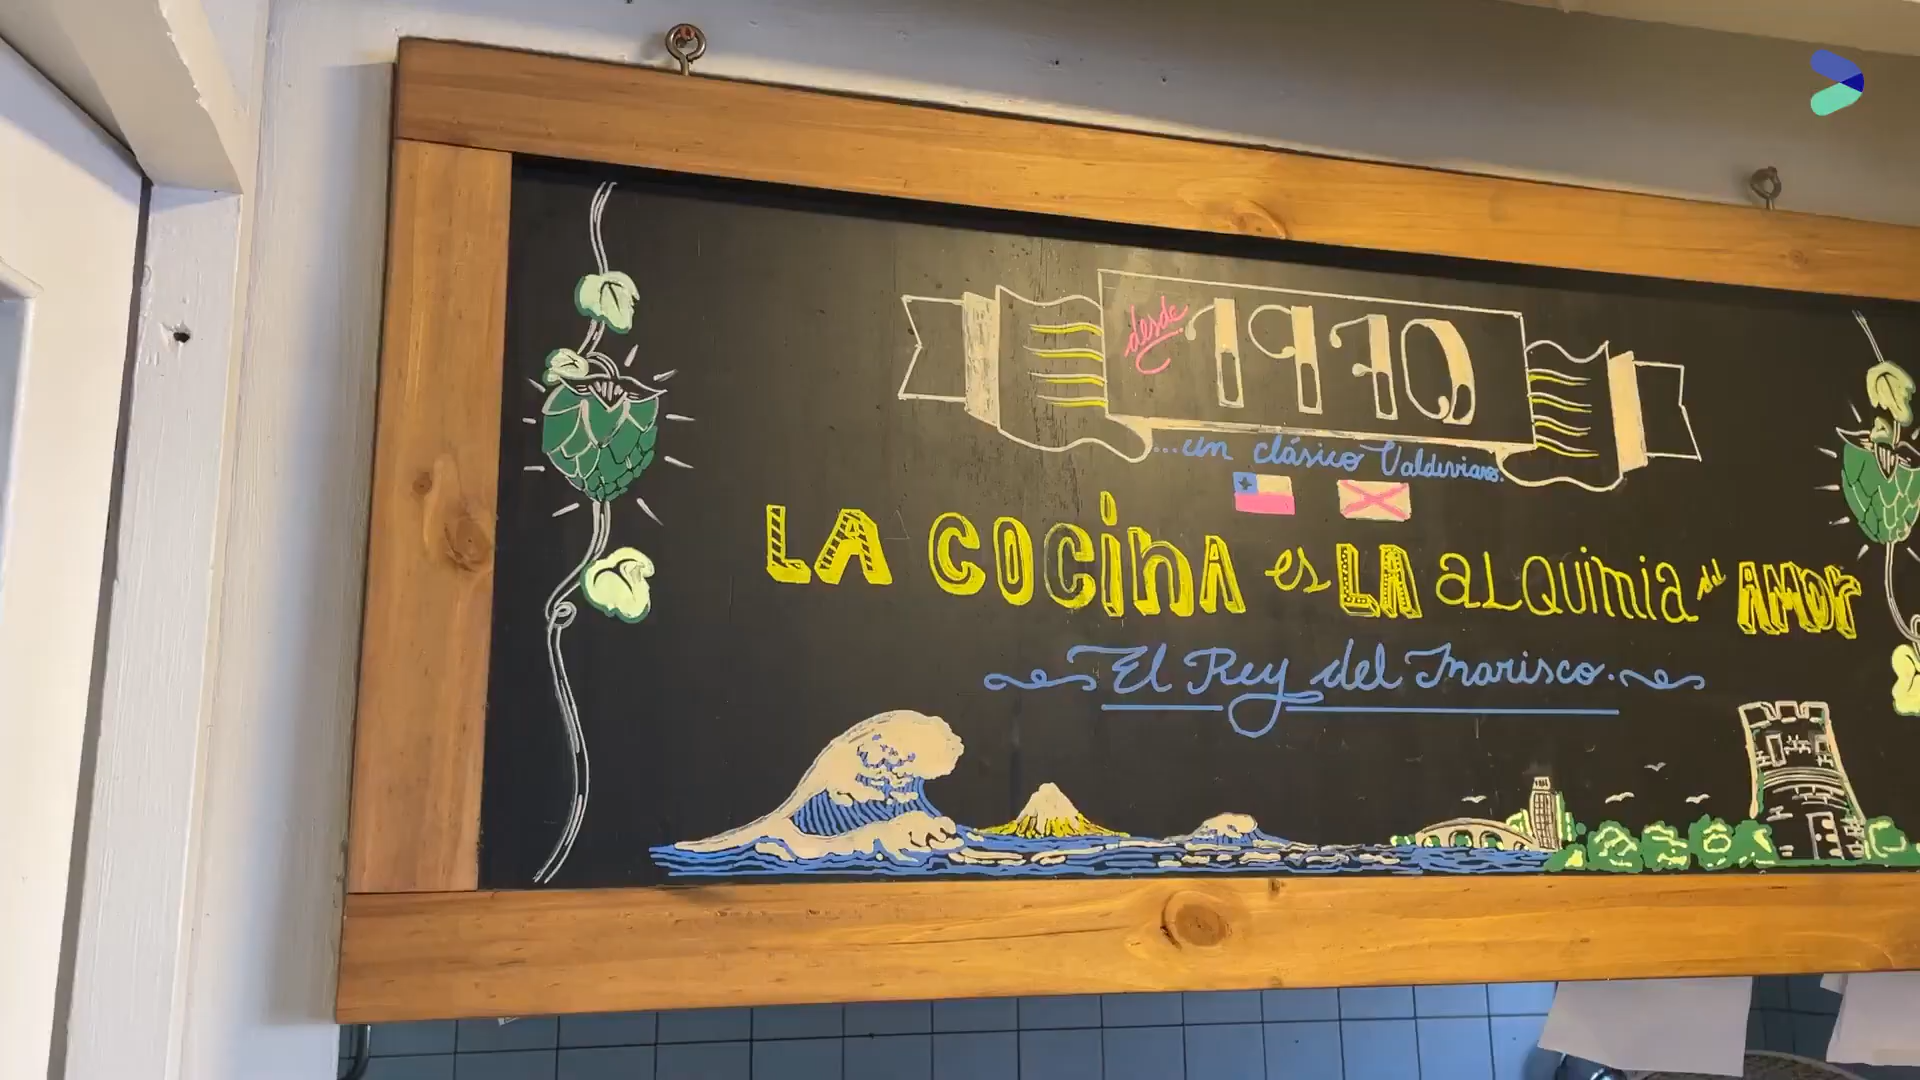 desde 1970
...un clásico Valdiviano.
LA COCinA es LA aLQUimia del AMOr
El Rey del Marisco.